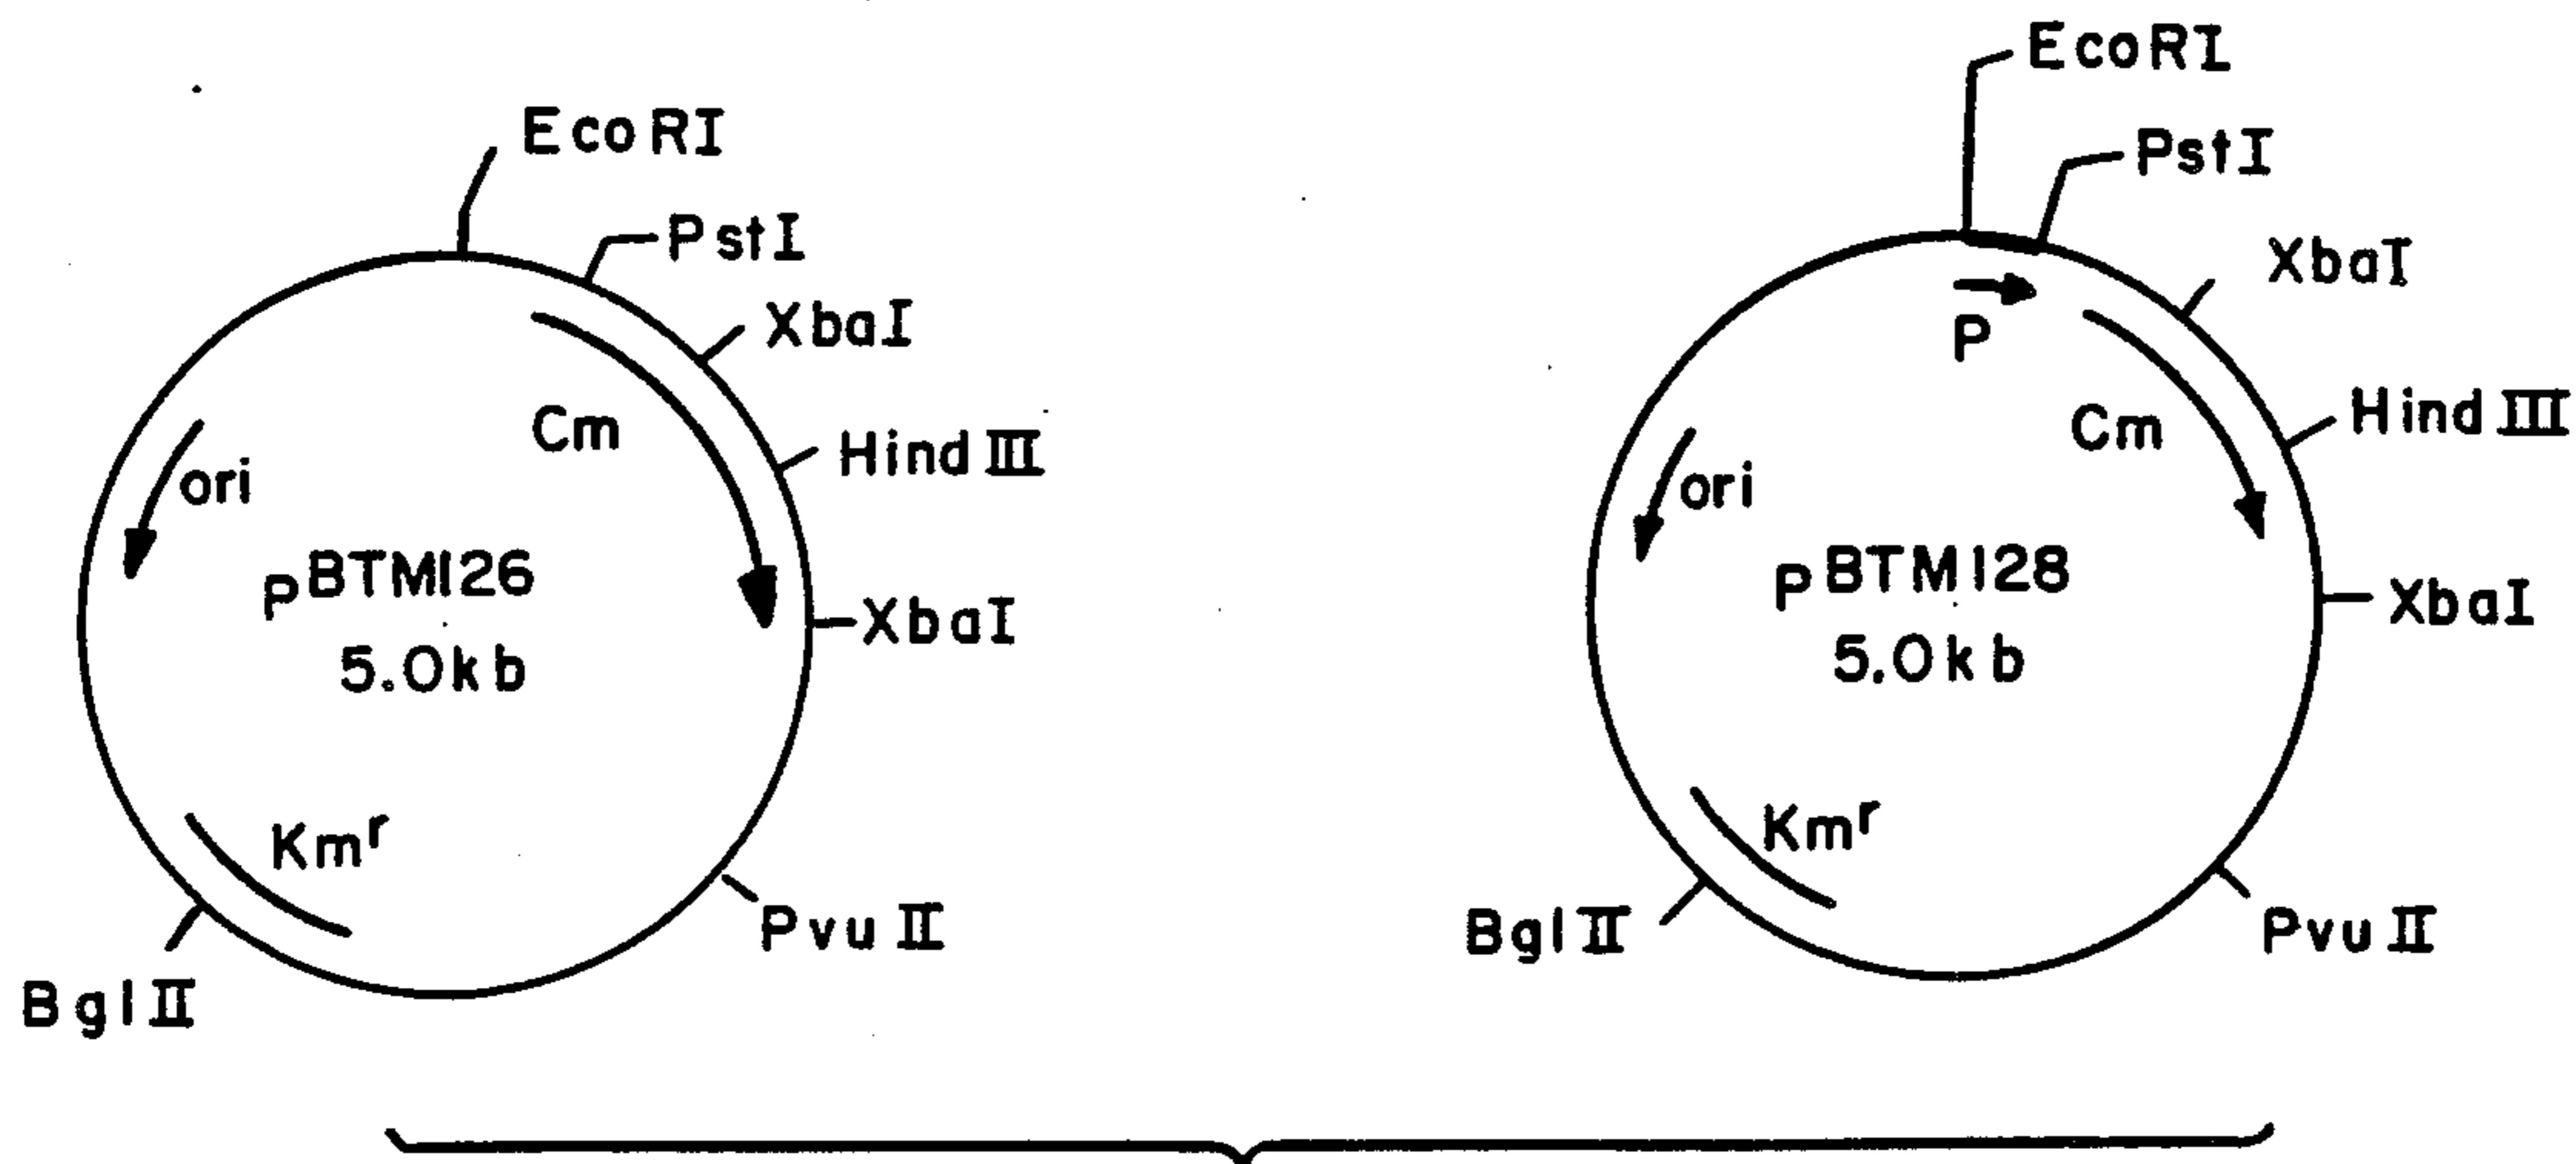 EcoRI
PstI
XbaI
HindIII
XbaI
PvuII
BglII
Cm
ori
Kmr
pBTM126
5.0kb
EcoRI
PstI
XbaI
HindIII
XbaI
PvuII
BglII
P
Cm
ori
Kmr
pBTM128
5.0kb